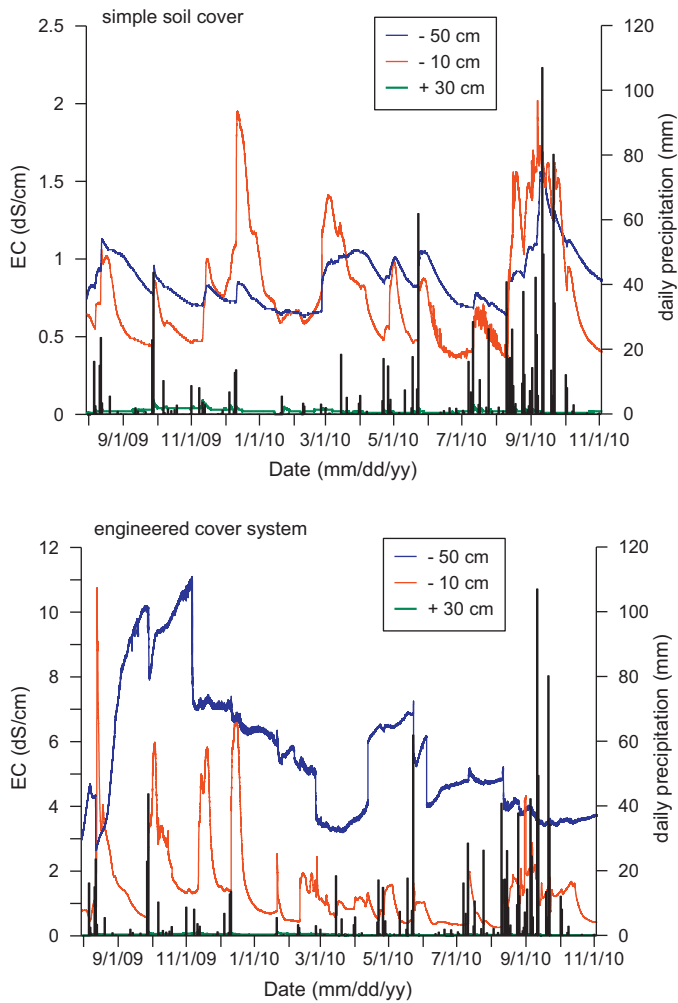 simple soil cover
2.5
2
1.5
1
0.5
0
EC (dS/cm)
- 50 cm
- 10 cm
+ 30 cm
120
100
80
60
40
20
0
daily precipitation (mm)
9/1/09 11/1/09 1/1/10 3/1/10 5/1/10 7/1/10 9/1/10 11/1/10
Date (mm/dd/yy)
engineered cover system
12
10
8
6
4
2
0
EC (dS/cm)
- 50 cm
- 10 cm
+ 30 cm
120
100
80
60
40
20
0
daily precipitation (mm)
9/1/09 11/1/09 1/1/10 3/1/10 5/1/10 7/1/10 9/1/10 11/1/10
Date (mm/dd/yy)